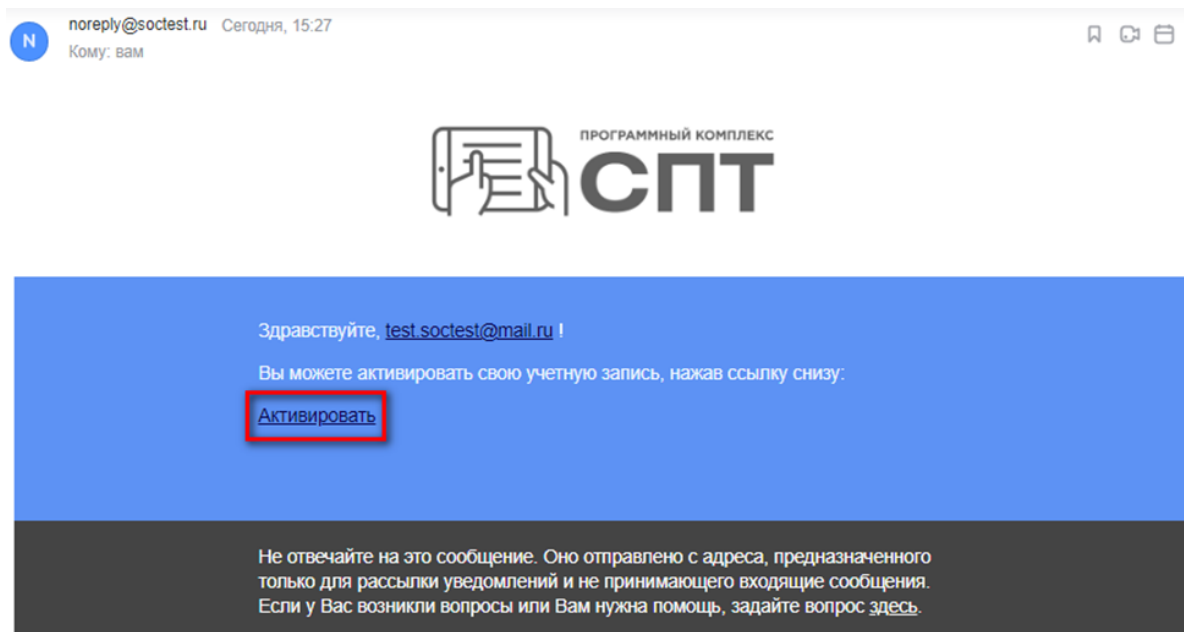 N
noreply@soctest.ru Сегодня, 15:27
Кому: вам
ПРОГРАММНЫЙ КОМПЛЕКС
СПТ
Здравствуйте, test.soctest@mail.ru !
Вы можете активировать свою учетную запись, нажав ссылку снизу:
Активировать
Не отвечайте на это сообщение. Оно отправлено с адреса, предназначенного
только для рассылки уведомлений и не принимающего входящие сообщения.
Если у Вас возникли вопросы или Вам нужна помощь, задайте вопрос здесь.